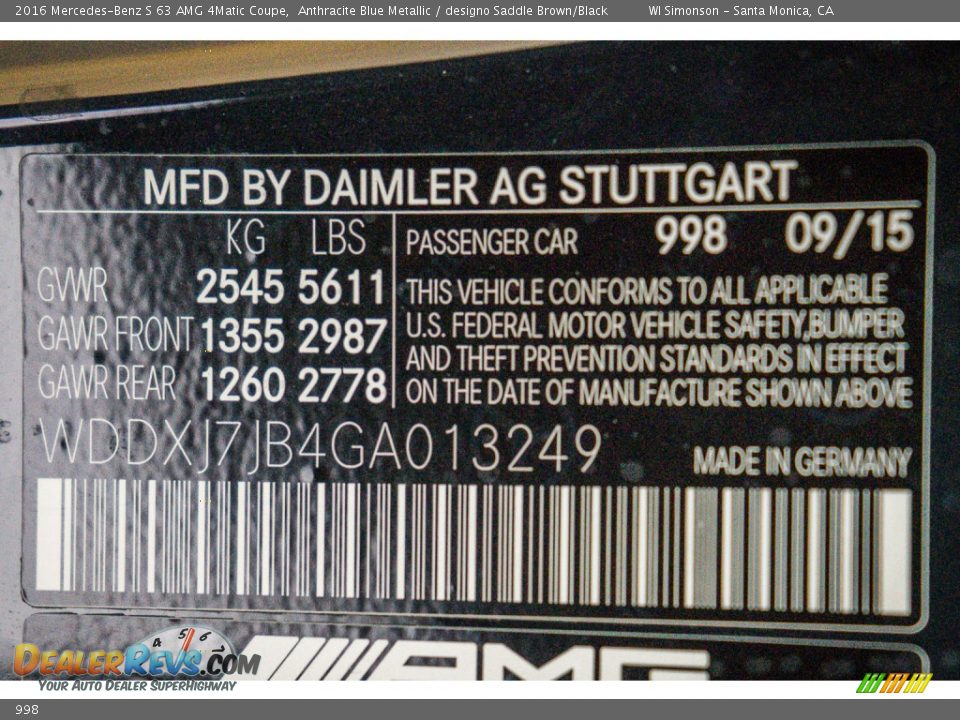 2016 Mercedes-Benz S 63 AMG 4Matic Coupe, Anthracite Blue Metallic / designo Saddle Brown/Black WI Simonson - Santa Monica, CA
MFD BY DAIMLER AG STUTTGART
KG LBS
GVWR 2545 5611
GAWR FRONT 1355 2987
GAWR REAR 1260 2778
PASSENGER CAR 998 09/15
THIS VEHICLE CONFORMS TO ALL APPLICABLE
U.S. FEDERAL MOTOR VEHICLE SAFETY,BUMPER
AND THEFT PREVENTION STANDARDS IN EFFECT
ON THE DATE OF MANUFACTURE SHOWN ABOVE
WDDXJ7JB4GA013249
MADE IN GERMANY
AMG
4 5 6
DEALERREVS.COM
YOUR AUTO DEALER SUPERHIGHWAY
998